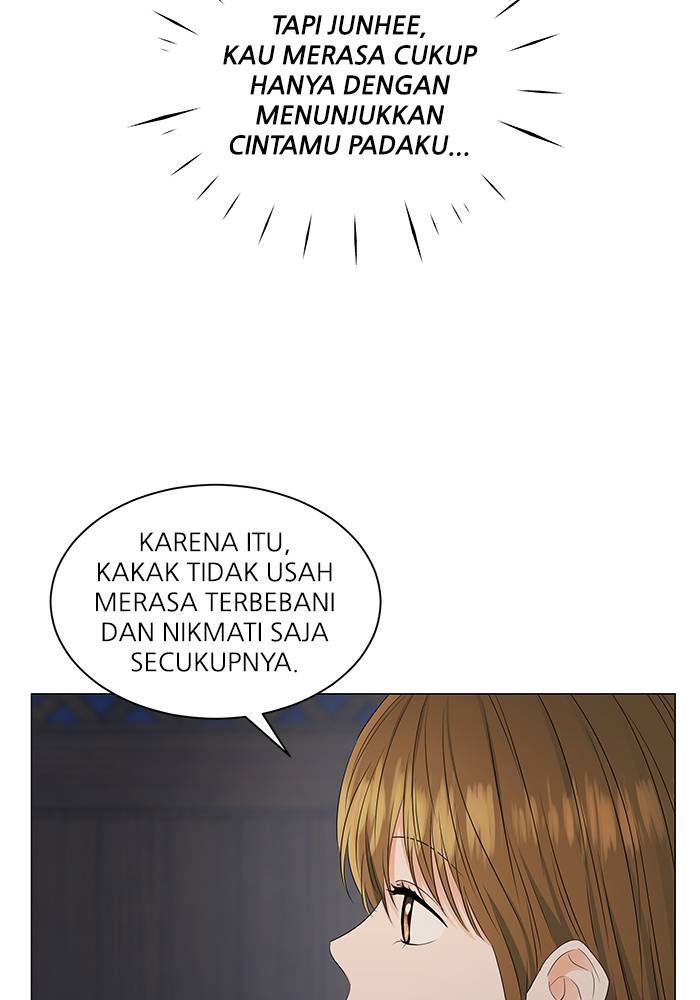 TAPI JUNHEE,
KAU MERASA CUKUP
HANYA DENGAN
MENUNJUKKAN
CINTAMU PADAKU...
KARENA ITU,
KAKAK TIDAK USAH
MERASA TERBEBANI
DAN NIKMATI SAJA
SECUKUPNYA.